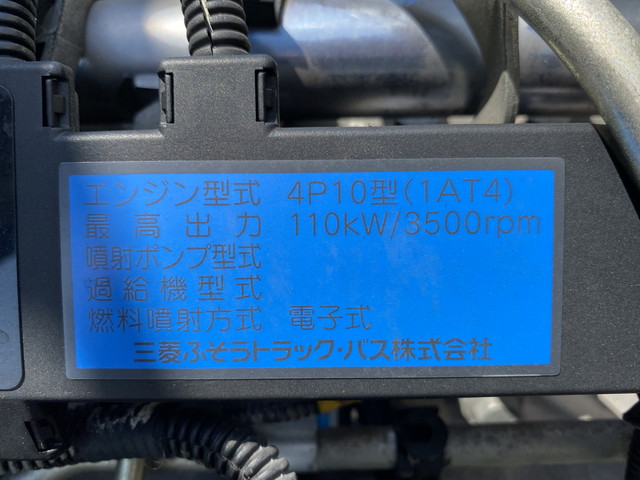 エンジン型式 4P10型(1AT4)
最高出力 110kW/3500rpm
噴射ポンプ型式
過給機型式
燃料噴射方式 電子式
三菱ふそうトラック・バス株式会社